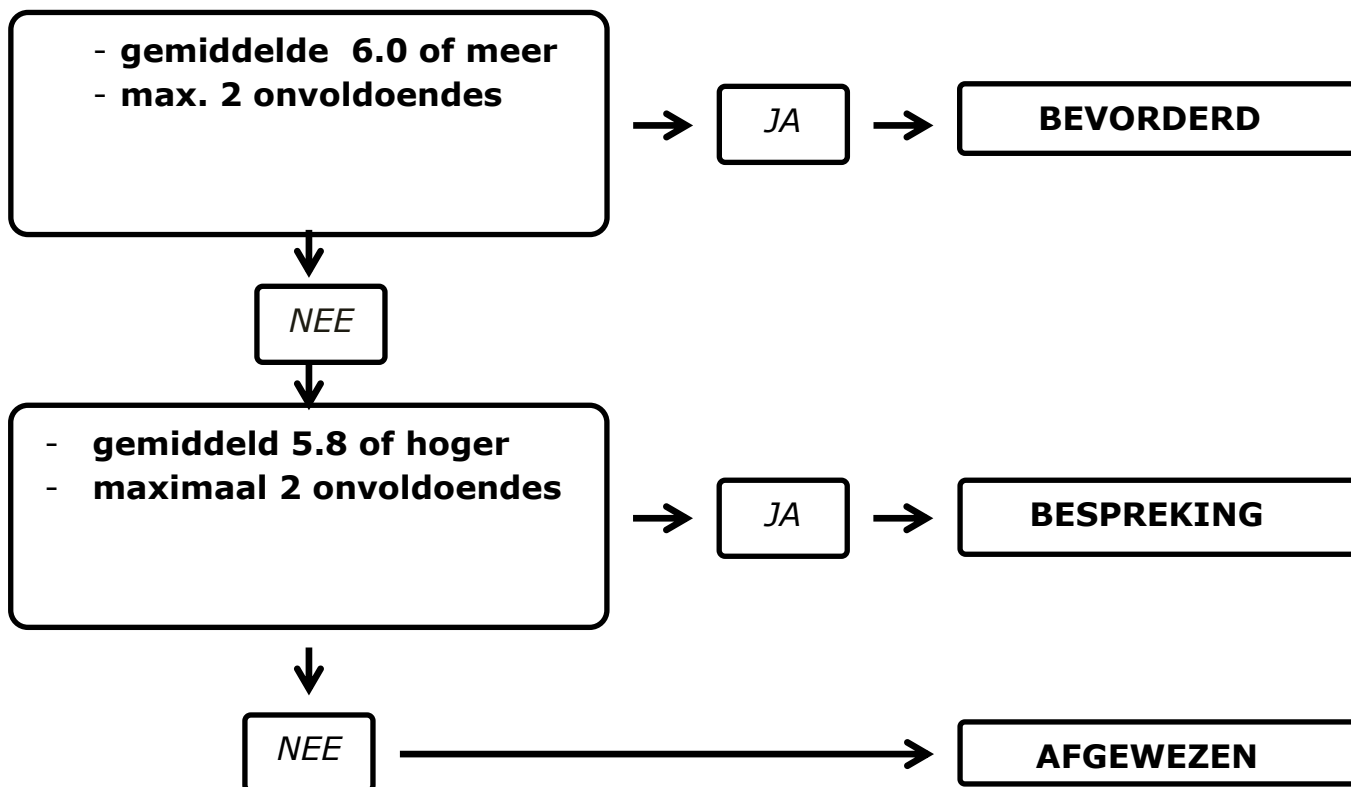 - gemiddelde 6.0 of meer
- max. 2 onvoldoendes
JA
BEVORDERD
NEE
- gemiddeld 5.8 of hoger
- maximaal 2 onvoldoendes
JA
BESPREKING
NEE
AFGEWEZEN